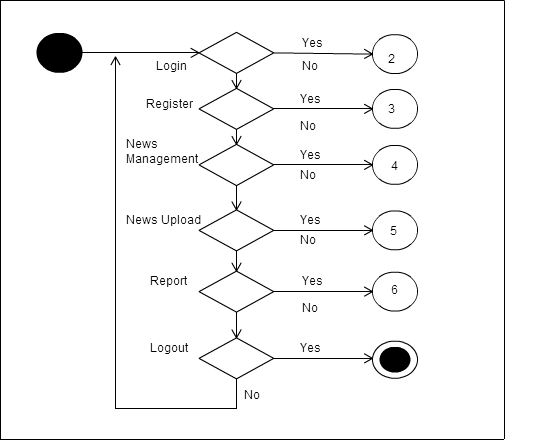 Yes
2
Login
No
Register
Yes
3
No
News
Management
Yes
4
No
News Upload
Yes
5
No
Report
Yes
6
No
Logout
Yes
No